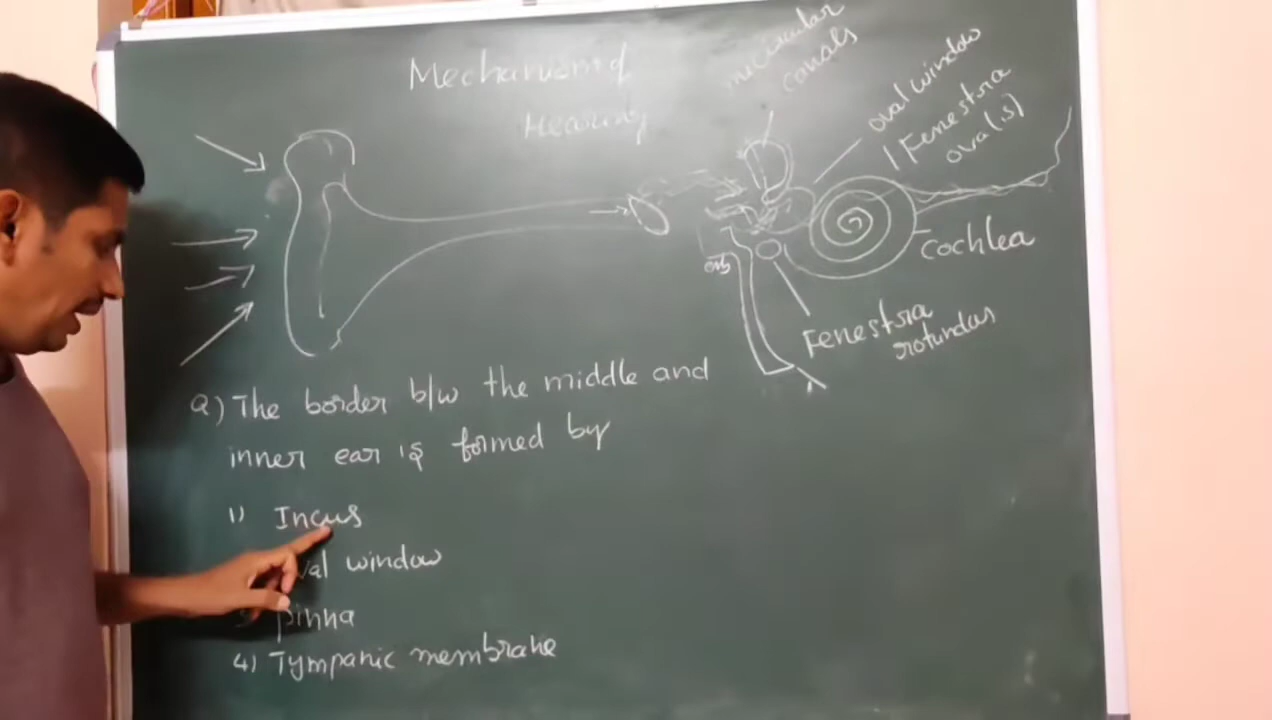 Mechanism of
Hearing
canals
oval window
/ Fenestra
ovalis)
cochlea
Fenestra
rotundus
Q) The border b/w the middle and
inner ear is formed by
1) Incus
val window
pinna
4) Tympanic membrane